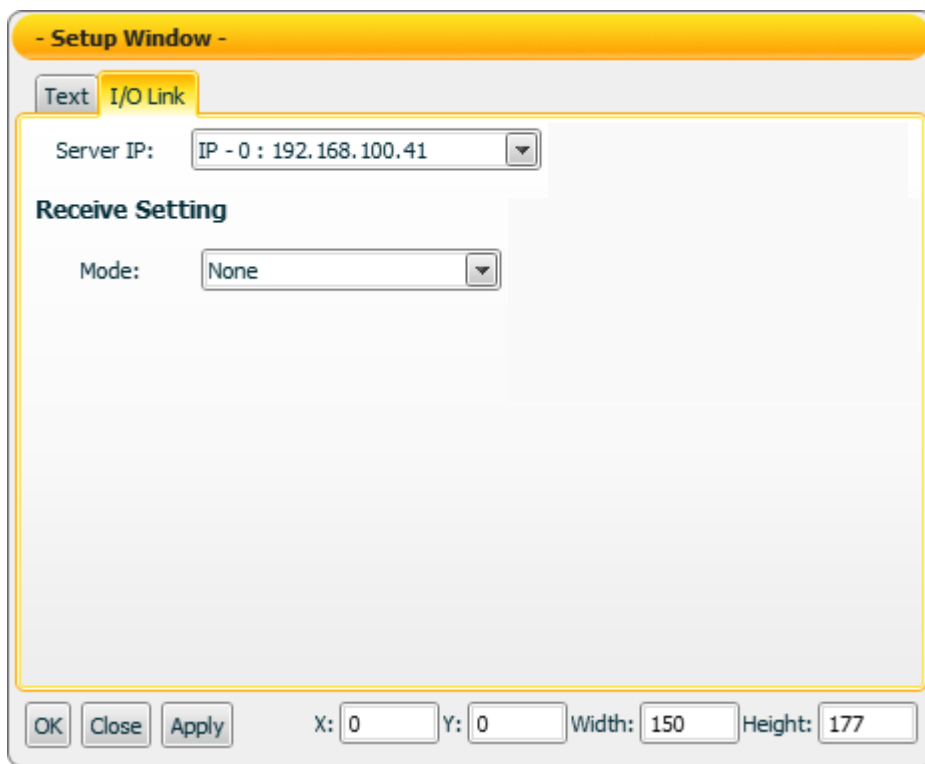 - Setup Window -
Text I/O Link
Server IP: IP - 0 : 192.168.100.41
Receive Setting
Mode: None
OK Close Apply X: 0 Y: 0 Width: 150 Height: 177